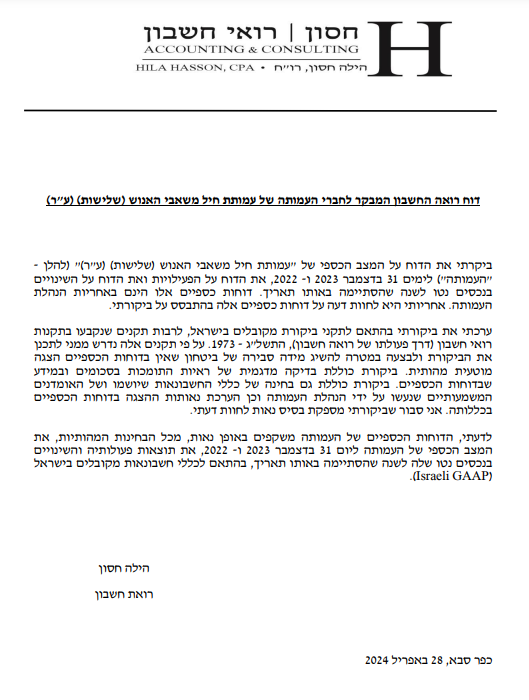 חסון | רואי חשבון
ACCOUNTING & CONSULTING
HILA HASSON, CPA • הילה חסון, רו"ח
H
דוח רואה החשבון המבקר לחברי העמותה של עמותת חיל משאבי האנוש (שלישות) (ע"ר)
ביקרתי את הדוח על המצב הכספי של "עמותת חיל משאבי האנוש (שלישות) (ע"ר)" (להלן -
"העמותה") לימים 31 בדצמבר 2023 ו- 2022, את הדוח על הפעילויות ואת הדוח על השינויים
בנכסים נטו לשנה שהסתיימה באותו תאריך. דוחות כספיים אלו הינם באחריות הנהלת
העמותה. אחריותי היא לחוות דעה על דוחות כספיים אלה בהתבסס על ביקורתי.
ערכתי את ביקורתי בהתאם לתקני ביקורת מקובלים בישראל, לרבות תקנים שנקבעו בתקנות
רואי חשבון (דרך פעולתו של רואה חשבון), התשל"ג - 1973. על פי תקנים אלה נדרש ממני לתכנן
את הביקורת ולבצעה במטרה להשיג מידה סבירה של ביטחון שאין בדוחות הכספיים הצגה
מוטעית מהותית. ביקורת כוללת בדיקה מדגמית של ראיות התומכות בסכומים ובמידע
שבדוחות הכספיים. ביקורת כוללת גם בחינה של כללי החשבונאות שיושמו ושל האומדנים
המשמעותיים שנעשו על ידי הנהלת העמותה וכן הערכת נאותות ההצגה בדוחות הכספיים
בכללותה. אני סבור שביקורתי מספקת בסיס נאות לחוות דעתי.
לדעתי, הדוחות הכספיים של העמותה משקפים באופן נאות, מכל הבחינות המהותיות, את
המצב הכספי של העמותה ליום 31 בדצמבר 2023 ו- 2022, את תוצאות פעולותיה והשינויים
בנכסים נטו שלה לשנה שהסתיימה באותו תאריך, בהתאם לכללי חשבונאות מקובלים בישראל
(Israeli GAAP).
הילה חסון
רואת חשבון
כפר סבא, 28 באפריל 2024